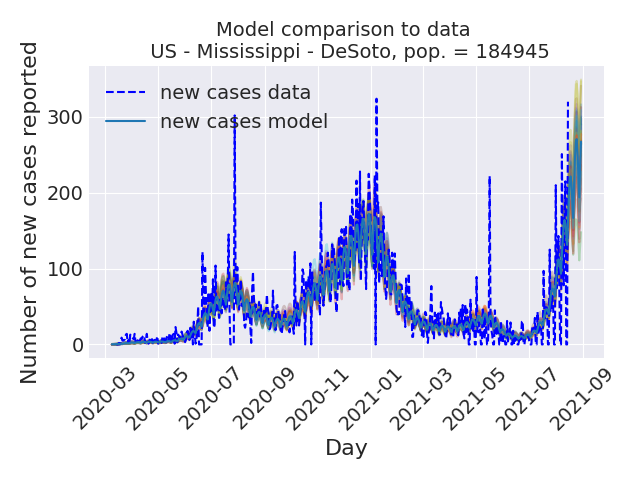 Model comparison to data
US - Mississippi - DeSoto, pop. = 184945
Number of new cases reported
300
200
100
0
new cases data
new cases model
2020-03
2020-05
2020-07
2020-09
2020-11
2021-01
2021-03
2021-05
2021-07
2021-09
Day